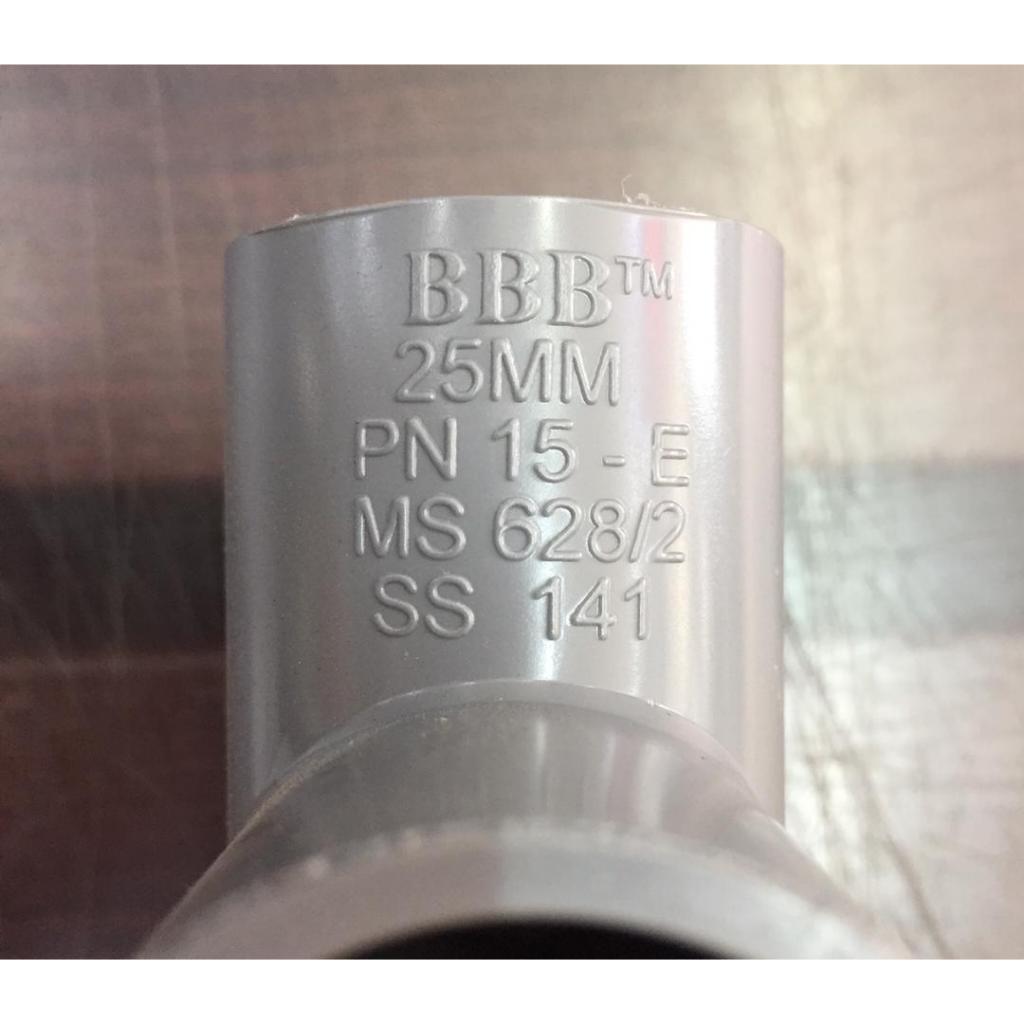 BBB™
25MM
PN 15 - E
MS 628/2
SS 141